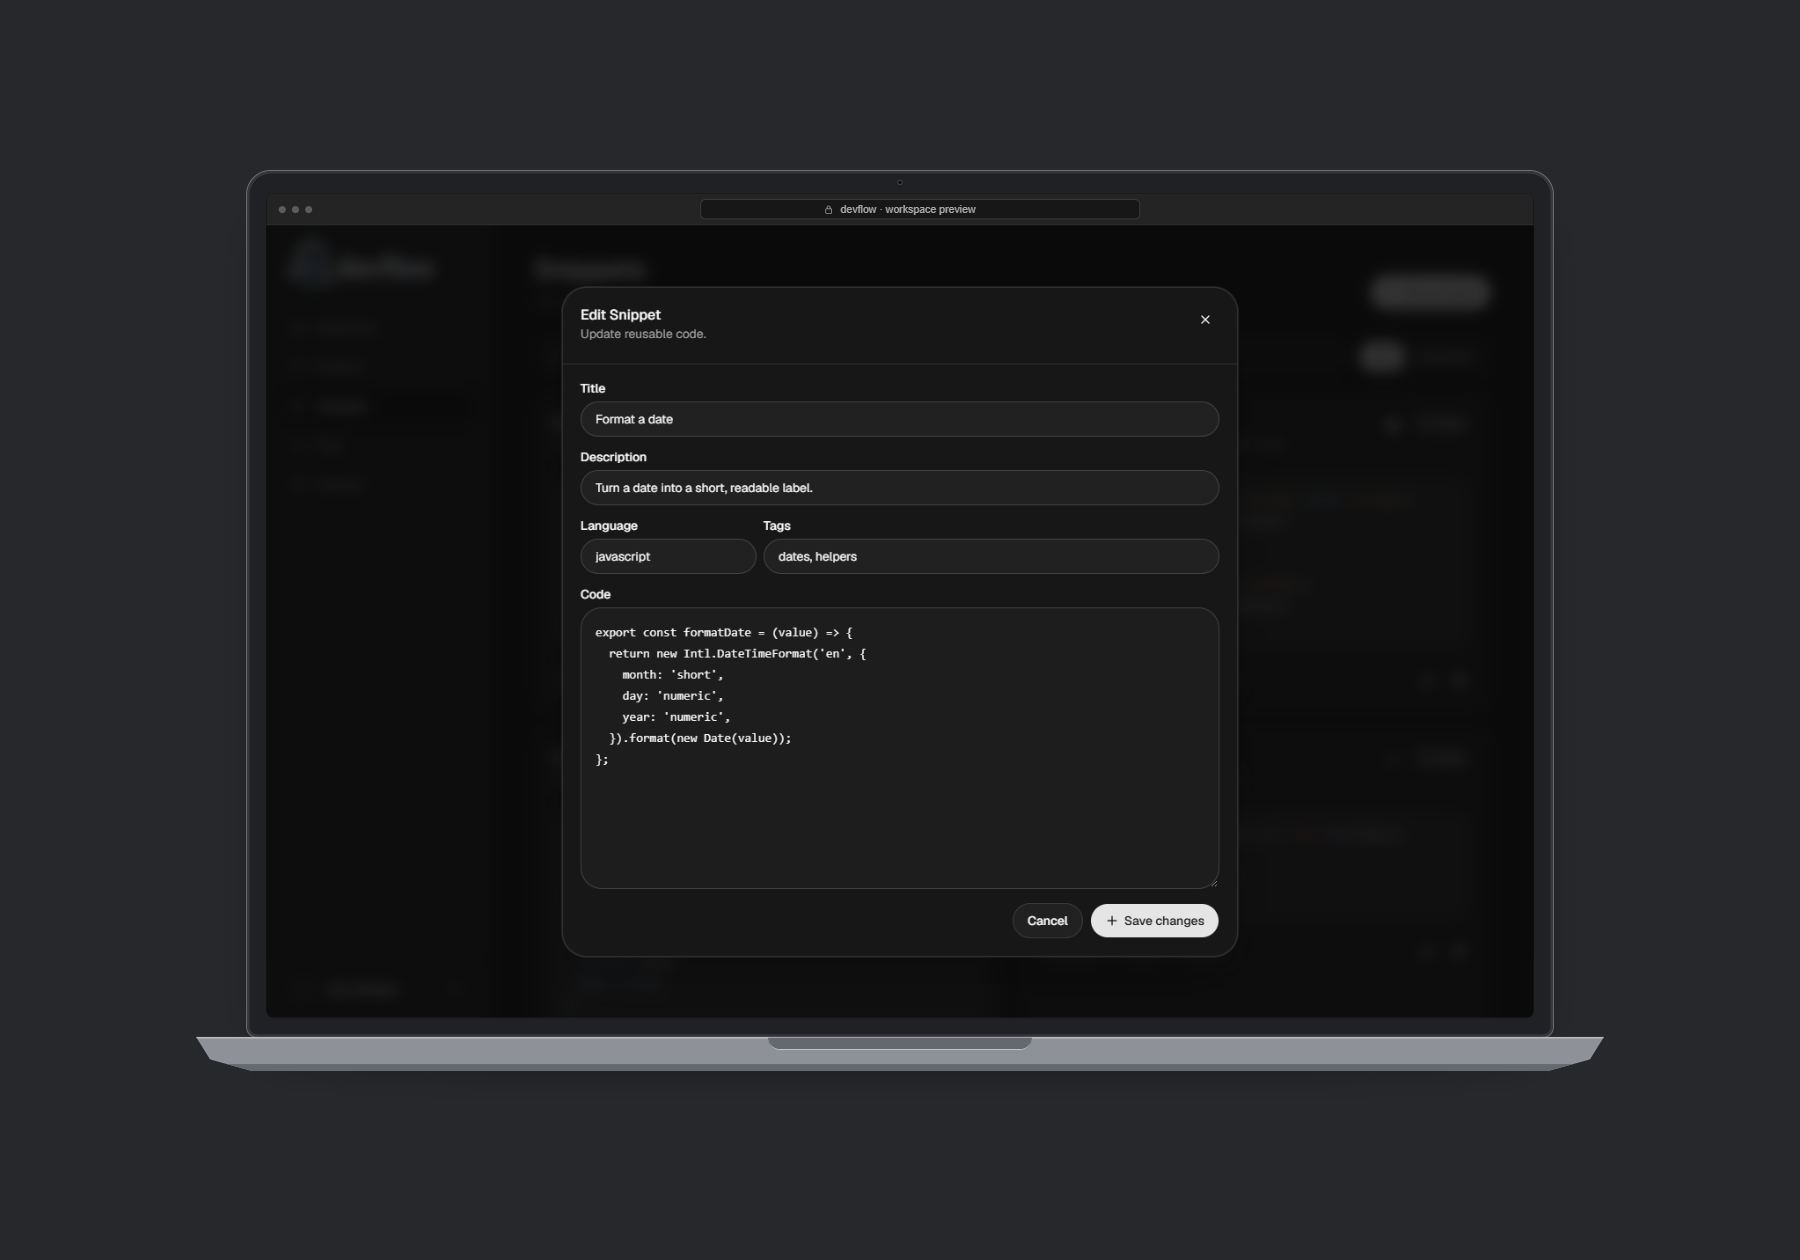 devflow · workspace preview
Edit Snippet
Update reusable code.
Title
Format a date
Description
Turn a date into a short, readable label.
Language
Tags
javascript
dates, helpers
Code
export const formatDate = (value) => {
  return new Intl.DateTimeFormat('en', {
    month: 'short',
    day: 'numeric',
    year: 'numeric',
  }).format(new Date(value));
};
Cancel
Save changes